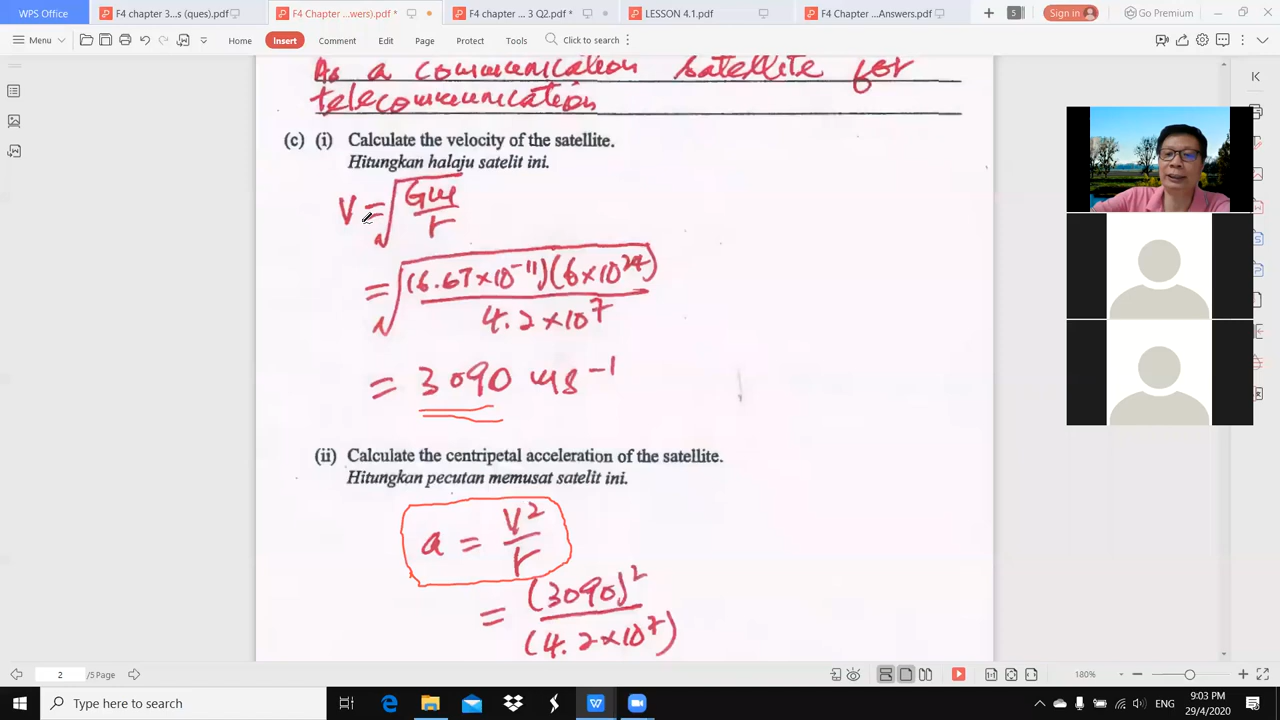 WPS Office
F4 chapter 3... (ques).pdf
F4 Chapter ...wers).pdf *
F4 chapter 3 Q2.pdf *
LESSON 4.1.pdf
F4 Chapter ...Answers.pdf
5
Sign in
Go Premium
Menu
Home
Insert
Comment
Edit
Page
Protect
Tools
Click to search
As a communication satellite for
telecommunication
(c) (i) Calculate the velocity of the satellite.
Hitungkan halaju satelit ini.
V = √GM/r
= √(6.67×10⁻¹¹)(6×10²⁴)/4.2×10⁷
= 3090 ms⁻¹
(ii) Calculate the centripetal acceleration of the satellite.
Hitungkan pecutan memusat satelit ini.
a = V²/r
= (3090)²/(4.2×10⁷)
2 /5 Page
180%
Type here to search
ENG
9:03 PM
29/4/2020